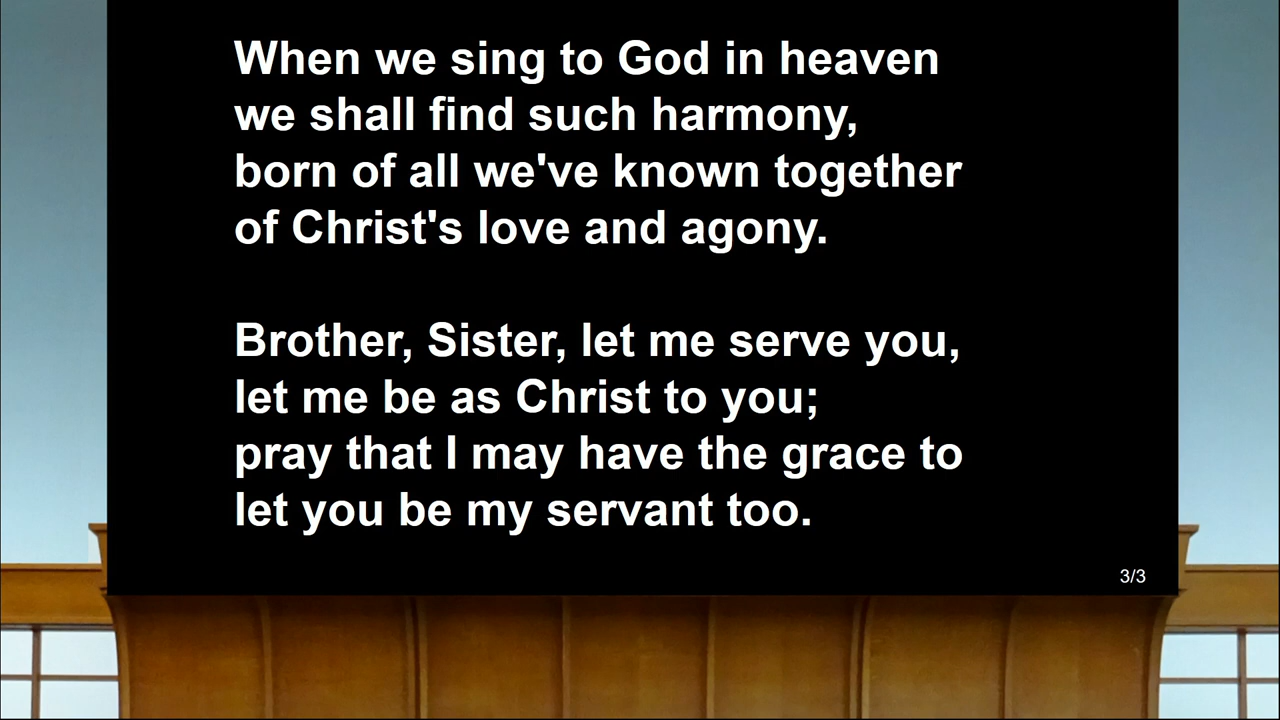 When we sing to God in heaven
we shall find such harmony,
born of all we've known together
of Christ's love and agony.
Brother, Sister, let me serve you,
let me be as Christ to you;
pray that I may have the grace to
let you be my servant too.
3/3